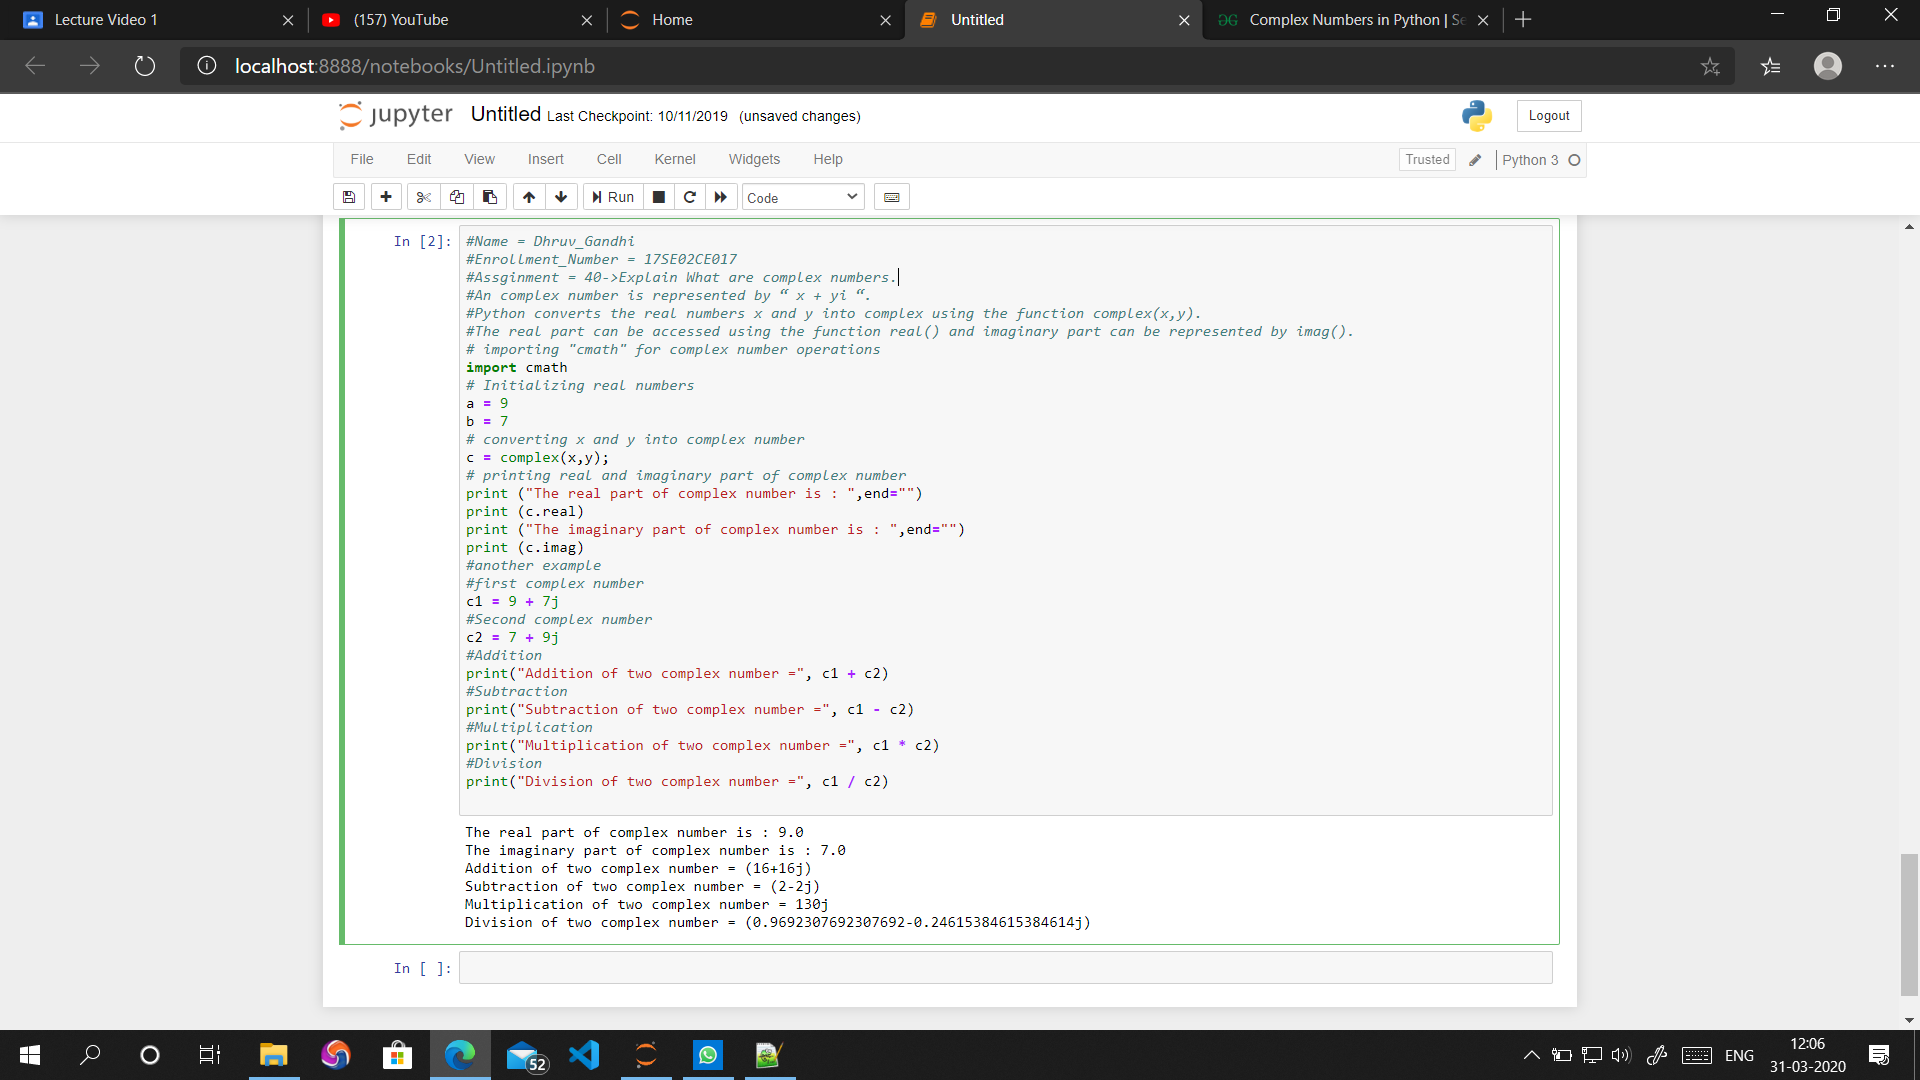 Lecture Video 1
(157) YouTube
Home
Untitled
Complex Numbers in Python | Se
localhost:8888/notebooks/Untitled.ipynb
jupyter Untitled Last Checkpoint: 10/11/2019 (unsaved changes)
Logout
File Edit View Insert Cell Kernel Widgets Help
Trusted Python 3
Run Code
In [2]:
#Name = Dhruv_Gandhi
#Enrollment_Number = 17SE02CE017
#Assginment = 40->Explain What are complex numbers.
#An complex number is represented by “ x + yi “.
#Python converts the real numbers x and y into complex using the function complex(x,y).
#The real part can be accessed using the function real() and imaginary part can be represented by imag().
# importing "cmath" for complex number operations
import cmath
# Initializing real numbers
a = 9
b = 7
# converting x and y into complex number
c = complex(x,y);
# printing real and imaginary part of complex number
print ("The real part of complex number is : ",end="")
print (c.real)
print ("The imaginary part of complex number is : ",end="")
print (c.imag)
#another example
#first complex number
c1 = 9 + 7j
#Second complex number
c2 = 7 + 9j
#Addition
print("Addition of two complex number =", c1 + c2)
#Subtraction
print("Subtraction of two complex number =", c1 - c2)
#Multiplication
print("Multiplication of two complex number =", c1 * c2)
#Division
print("Division of two complex number =", c1 / c2)
The real part of complex number is : 9.0
The imaginary part of complex number is : 7.0
Addition of two complex number = (16+16j)
Subtraction of two complex number = (2-2j)
Multiplication of two complex number = 130j
Division of two complex number = (0.9692307692307692-0.24615384615384614j)
In [ ]:
52
ENG
12:06
31-03-2020